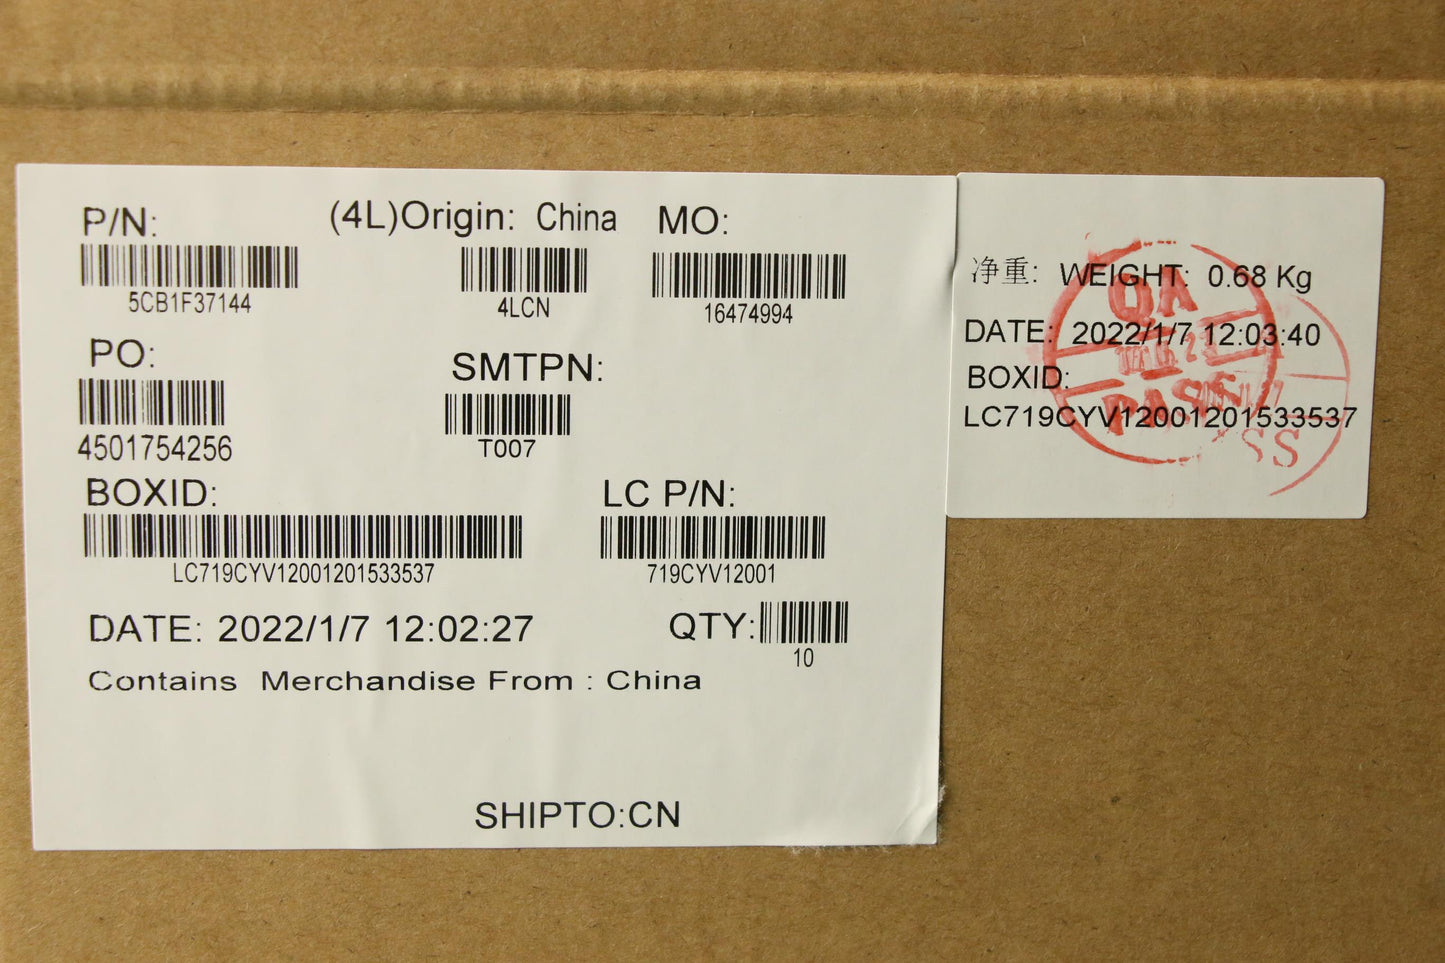 P/N: (4L)Origin: China MO:
5CB1F37144 4LCN 16474994
PO: SMTPN:
4501754256 T007
BOXID: LC P/N:
LC719CYV12001201533537 719CYV12001
DATE: 2022/1/7 12:02:27 QTY:
10
Contains Merchandise From : China
SHIPTO:CN
净重: WEIGHT: 0.68 Kg
DATE: 2022/1/7 12:03:40
BOXID:
LC719CYV12001201533537
QA
PASS